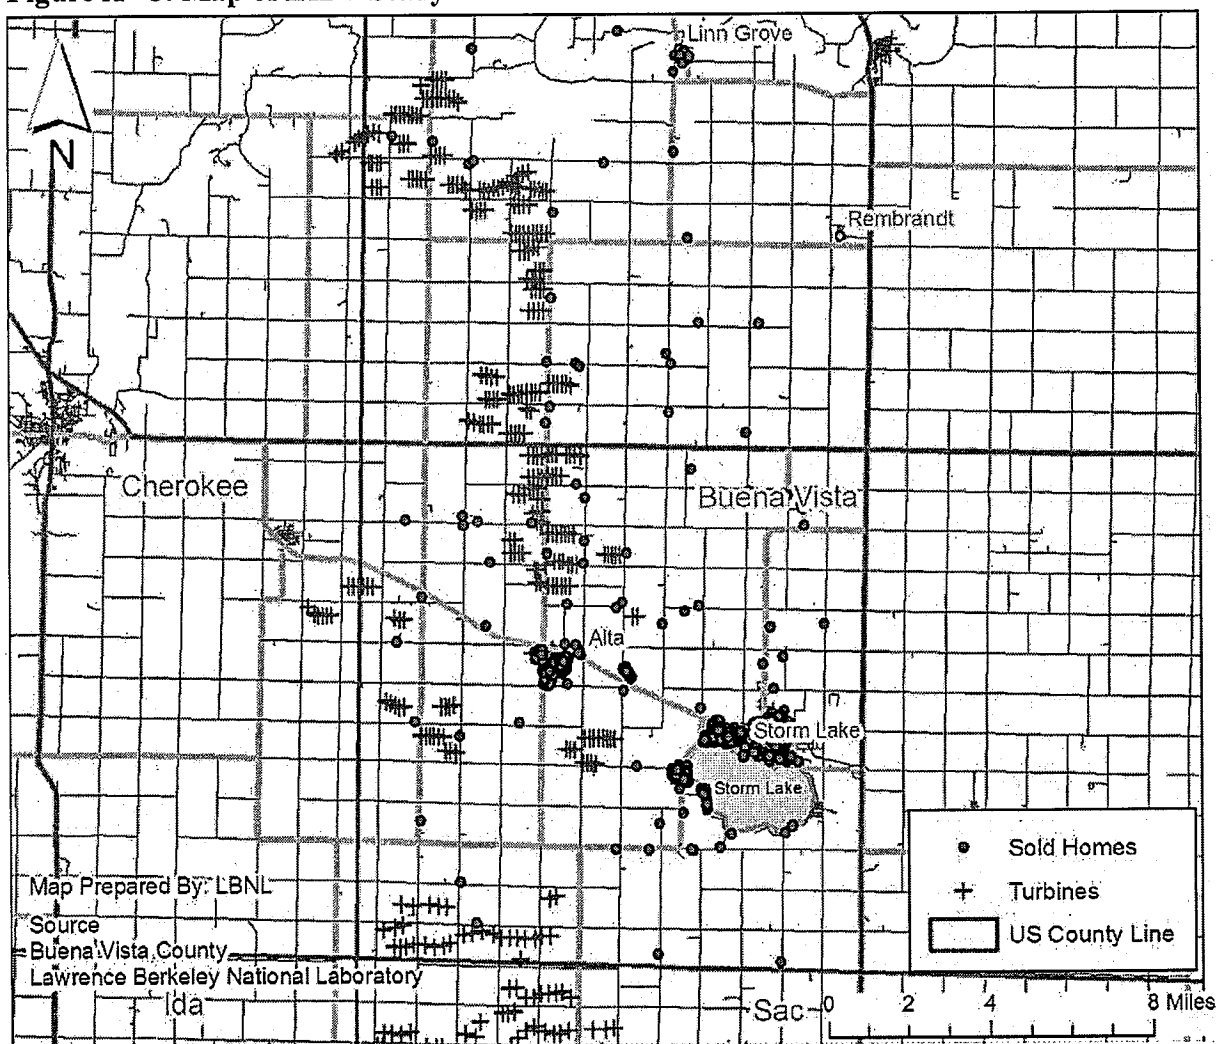 Linn Grove
N
Rembrandt
Cherokee
Buena Vista
Alta
Storm Lake
Storm Lake
Sold Homes
Turbines
US County Line
Map Prepared By: LBNL
Source
Buena Vista County
Lawrence Berkeley National Laboratory
Ida
Sac
0 2 4 8 Miles